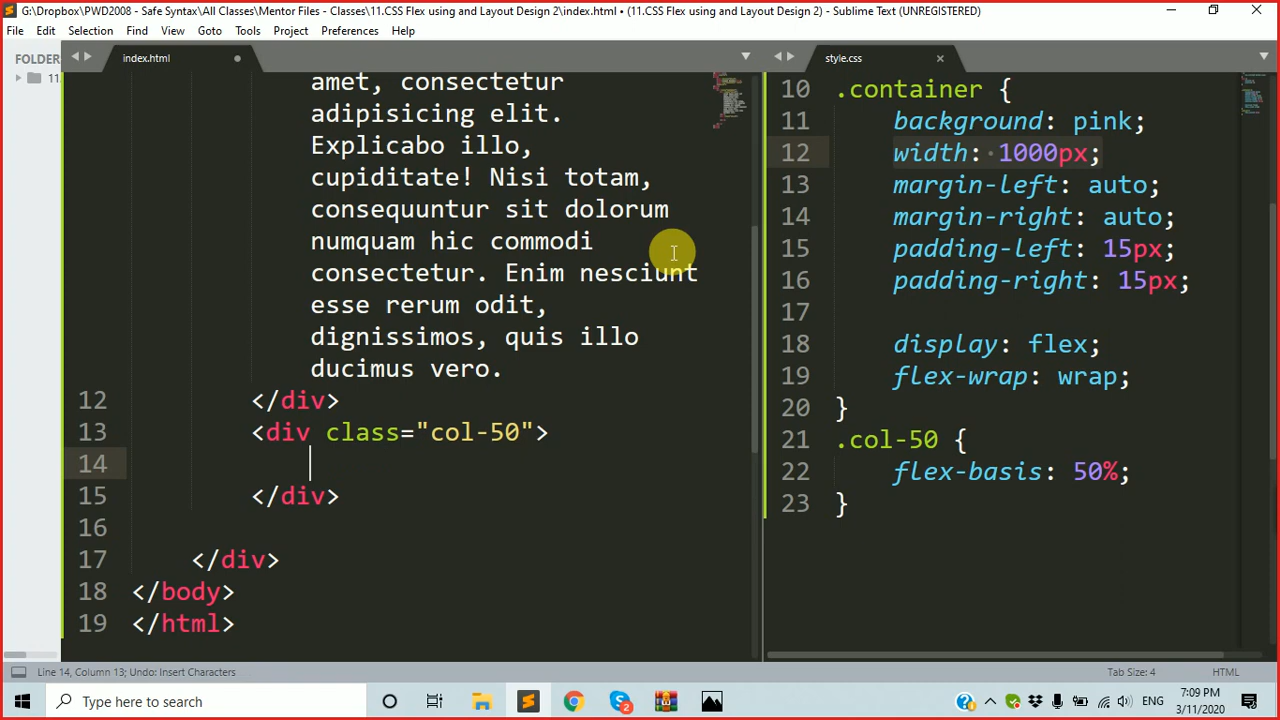 G:\Dropbox\PWD2008 - Safe Syntax\All Classes\Mentor Files - Classes\11.CSS Flex using and Layout Design 2\index.html • (11.CSS Flex using and Layout Design 2) - Sublime Text (UNREGISTERED)
File Edit Selection Find View Goto Tools Project Preferences Help
FOLDERS
11.
index.html
style.css
amet, consectetur
adipisicing elit.
Explicabo illo,
cupiditate! Nisi totam,
consequuntur sit dolorum
numquam hic commodi
consectetur. Enim nesciunt
esse rerum odit,
dignissimos, quis illo
ducimus vero.
12 </div>
13 <div class="col-50">
14
15 </div>
16
17 </div>
18 </body>
19 </html>
10 .container {
11 background: pink;
12 width: 1000px;
13 margin-left: auto;
14 margin-right: auto;
15 padding-left: 15px;
16 padding-right: 15px;
17
18 display: flex;
19 flex-wrap: wrap;
20 }
21 .col-50 {
22 flex-basis: 50%;
23 }
Line 14, Column 13; Undo: Insert Characters
Tab Size: 4
HTML
Type here to search
2
ENG
7:09 PM
3/11/2020